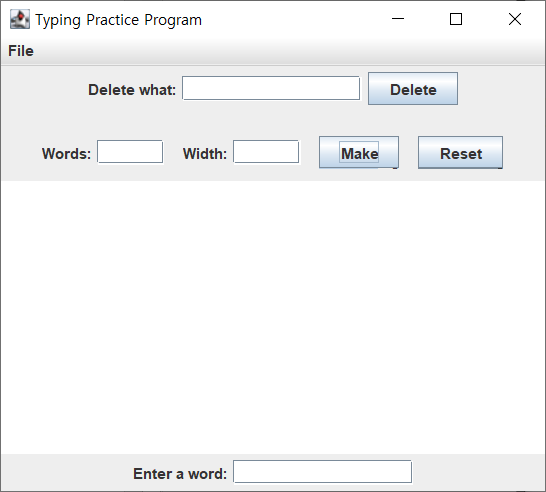 Typing Practice Program
File
Delete what: Delete
Words: Width: Make Reset
Enter a word: